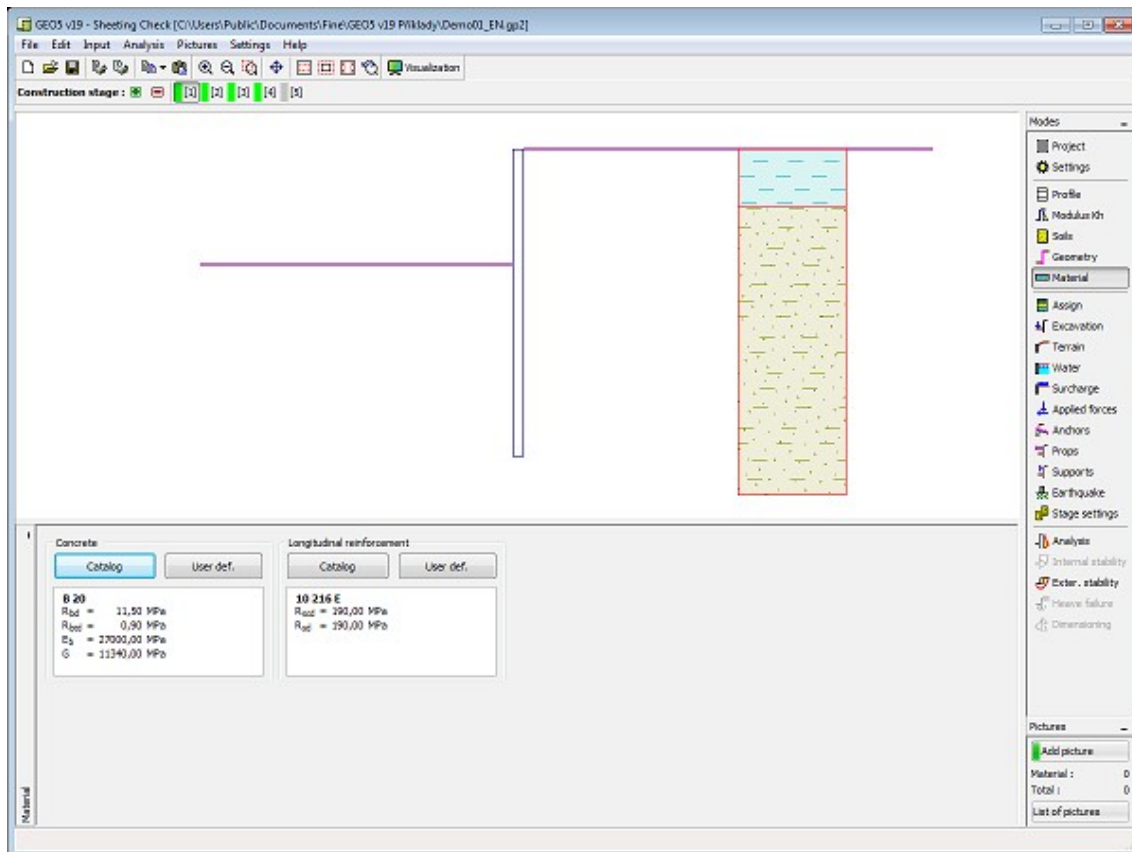 GEO5 v19 - Sheeting Check [C:\Users\Public\Documents\Fine\GEO5 v19 Příklady\Demo01_EN.gp2]
File Edit Input Analysis Pictures Settings Help
Visualization
Construction stage : [1] [2] [3] [4] [5]
Modes
Project
Settings
Profile
Modulus Kh
Soils
Geometry
Material
Assign
Excavation
Terrain
Water
Surcharge
Applied forces
Anchors
Props
Supports
Earthquake
Stage settings
Analysis
Internal stability
Exter. stability
Heave failure
Dimensioning
Concrete
Catalog User def.
B 20
Rbd = 11,50 MPa
Rbtd = 0,90 MPa
Eb = 27000,00 MPa
G = 11340,00 MPa
Longitudinal reinforcement
Catalog User def.
10 216 E
Rscd = 190,00 MPa
Rsd = 190,00 MPa
Material
Pictures
Add picture
Material : 0
Total : 0
List of pictures